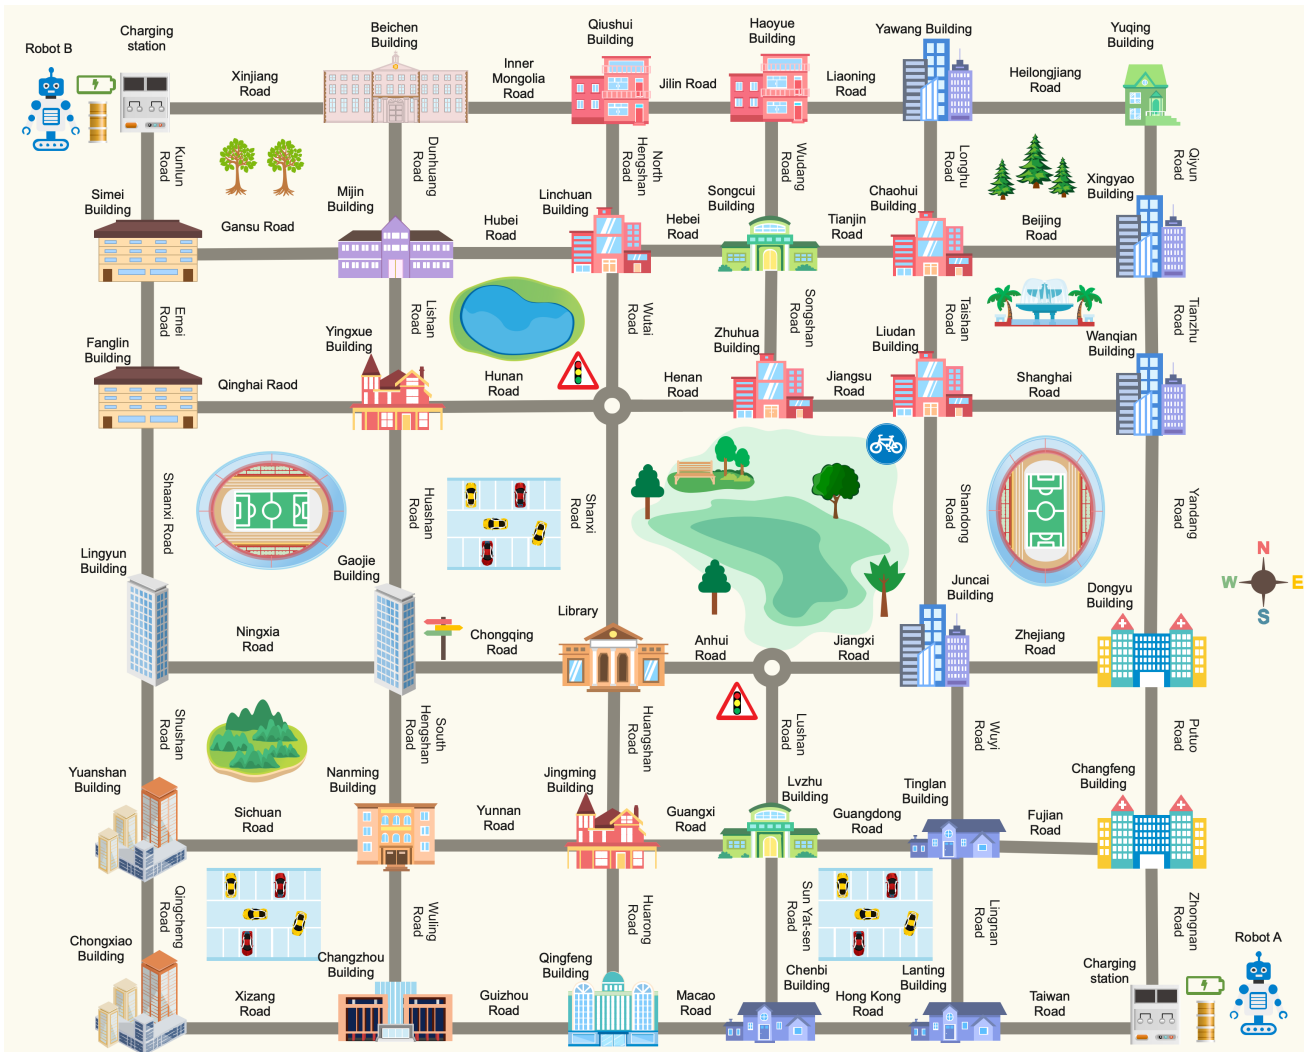 Robot B
Charging
station
Beichen
Building
Qiushui
Building
Haoyue
Building
Yawang Building
Yuqing
Building
Xinjiang
Road
Inner
Mongolia
Road
Jilin Road
Liaoning
Road
Heilongjiang
Road
Kunlun
Road
Dunhuang
Road
North
Hengshan
Road
Wudang
Road
Longhu
Road
Qiyun
Road
Simei
Building
Mijin
Building
Linchuan
Building
Songcui
Building
Chaohui
Building
Xingyao
Building
Gansu Road
Hubei
Road
Hebei
Road
Tianjin
Road
Beijing
Road
Emei
Road
Lishan
Road
Wutai
Road
Songshan
Road
Taishan
Road
Tianzhu
Road
Fanglin
Building
Yingxue
Building
Zhuhua
Building
Liudan
Building
Wanqian
Building
Qinghai Raod
Hunan
Road
Henan
Road
Jiangsu
Road
Shanghai
Road
Shaanxi Road
Huashan
Road
Shanxi
Road
Shandong
Road
Yandang
Road
N
W
E
S
Lingyun
Building
Gaojie
Building
Library
Juncai
Building
Dongyu
Building
Ningxia
Road
Chongqing
Road
Anhui
Road
Jiangxi
Road
Zhejiang
Road
Shushan
Road
South
Hengshan
Road
Huangshan
Road
Lushan
Road
Wuyi
Road
Putuo
Road
Yuanshan
Building
Nanming
Building
Jingming
Building
Lvzhu
Building
Tinglan
Building
Changfeng
Building
Sichuan
Road
Yunnan
Road
Guangxi
Road
Guangdong
Road
Fujian
Road
Qingcheng
Road
Wuling
Road
Huarong
Road
Sun Yat-sen
Road
Lingnan
Road
Zhongnan
Road
Robot A
Chongxiao
Building
Changzhou
Building
Qingfeng
Building
Chenbi
Building
Lanting
Building
Charging
station
Xizang
Road
Guizhou
Road
Macao
Road
Hong Kong
Road
Taiwan
Road